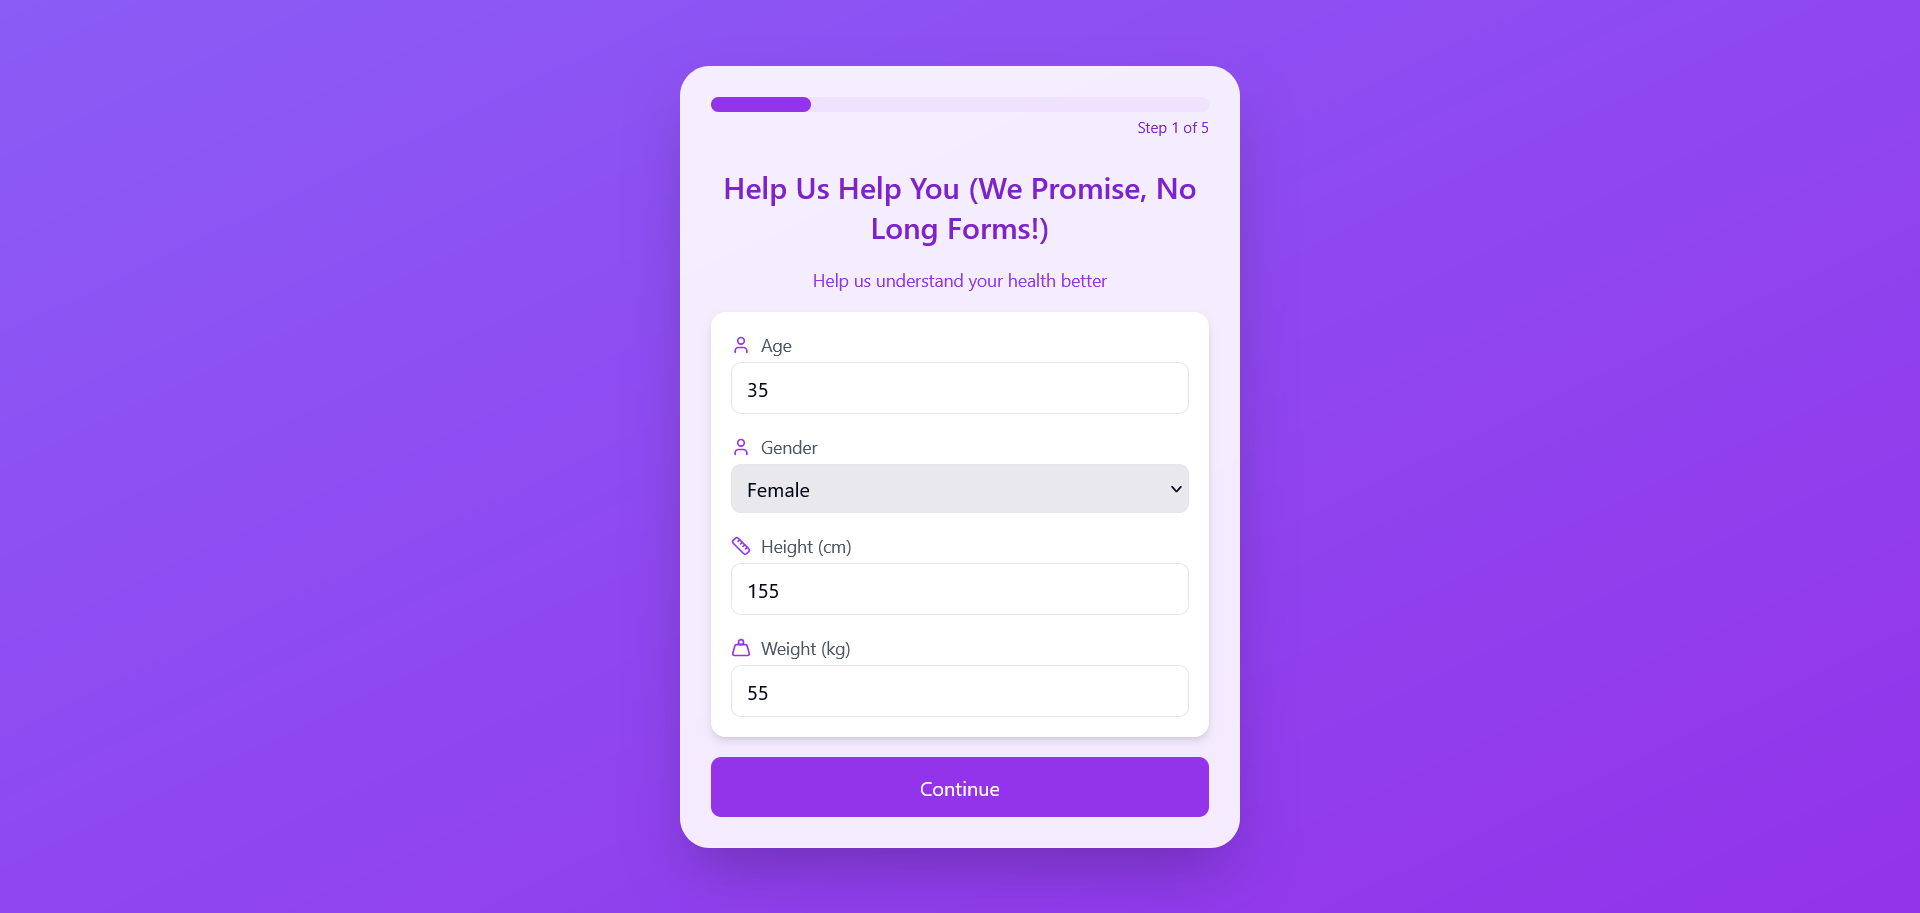 Step 1 of 5
Help Us Help You (We Promise, No
Long Forms!)
Help us understand your health better
Age
35
Gender
Female
Height (cm)
155
Weight (kg)
55
Continue